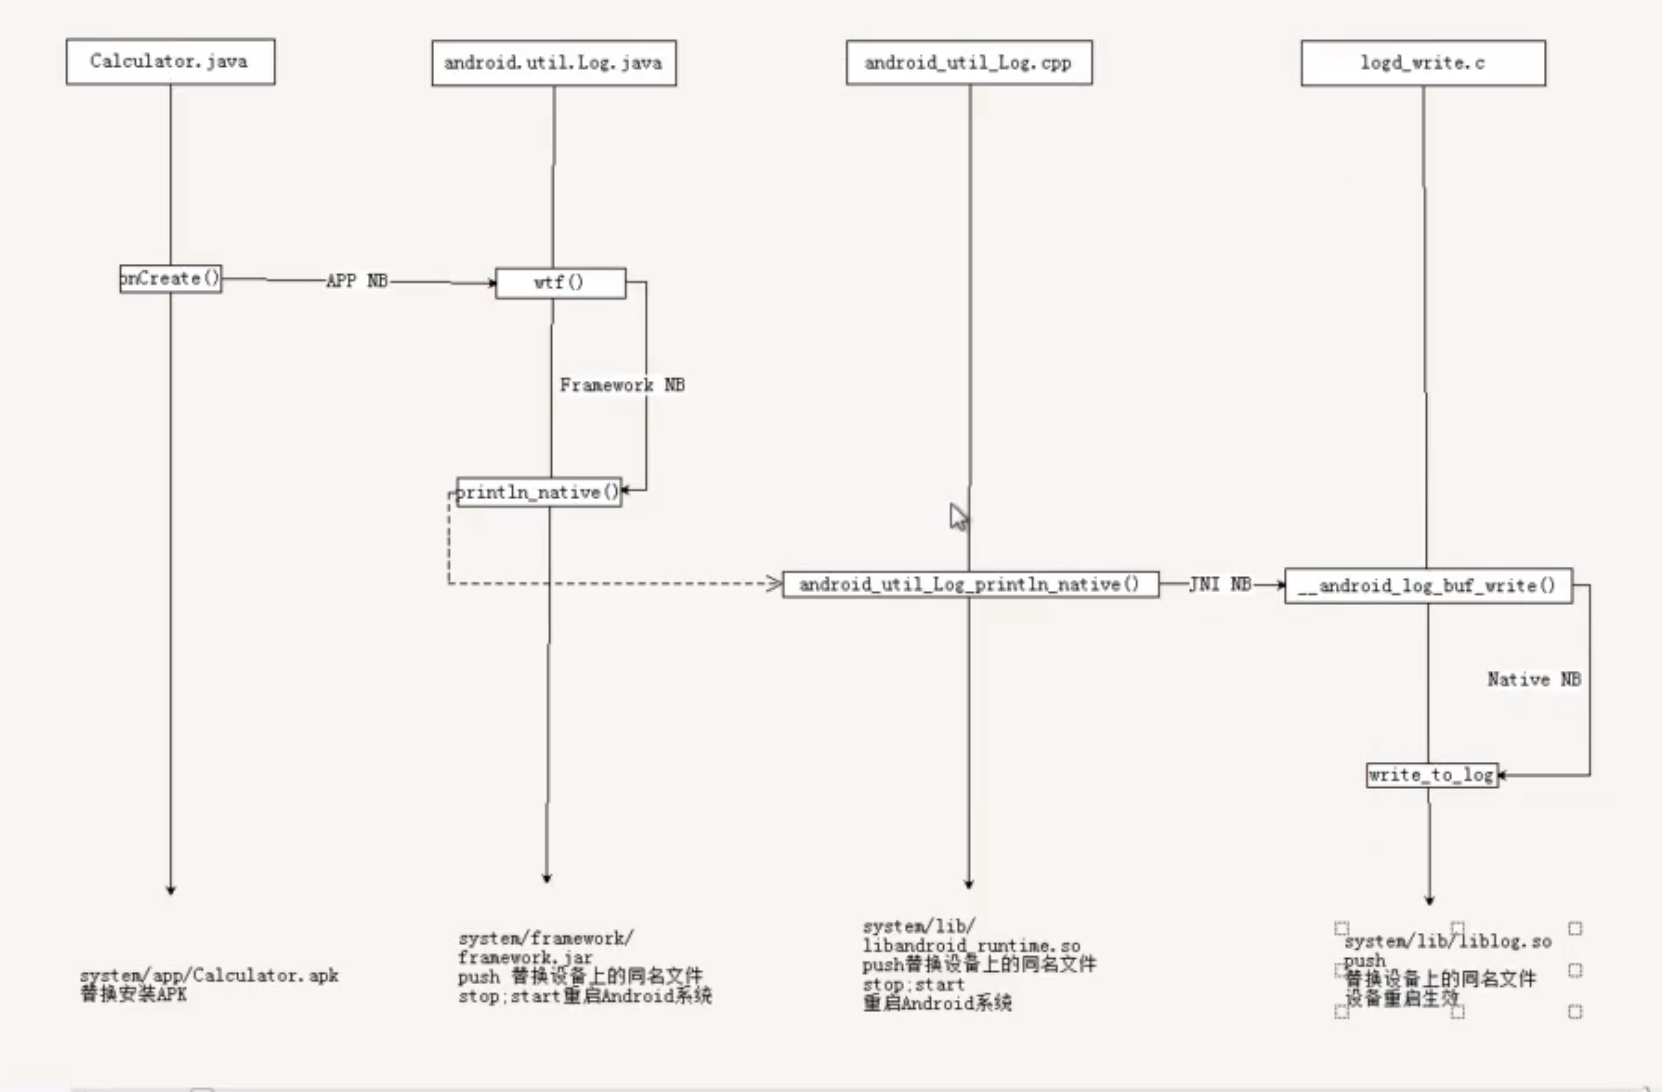 Calculator.java
android.util.Log.java
android_util_Log.cpp
logd_write.c
onCreate()
APP NB
wtf()
Framework NB
println_native()
android_util_Log_println_native()
JNI NB
__android_log_buf_write()
Native NB
write_to_log
system/app/Calculator.apk
替换安装APK
system/framework/
framework.jar
push 替换设备上的同名文件
stop;start重启Android系统
system/lib/
libandroid_runtime.so
push替换设备上的同名文件
stop;start
重启Android系统
system/lib/liblog.so
push
替换设备上的同名文件
设备重启生效